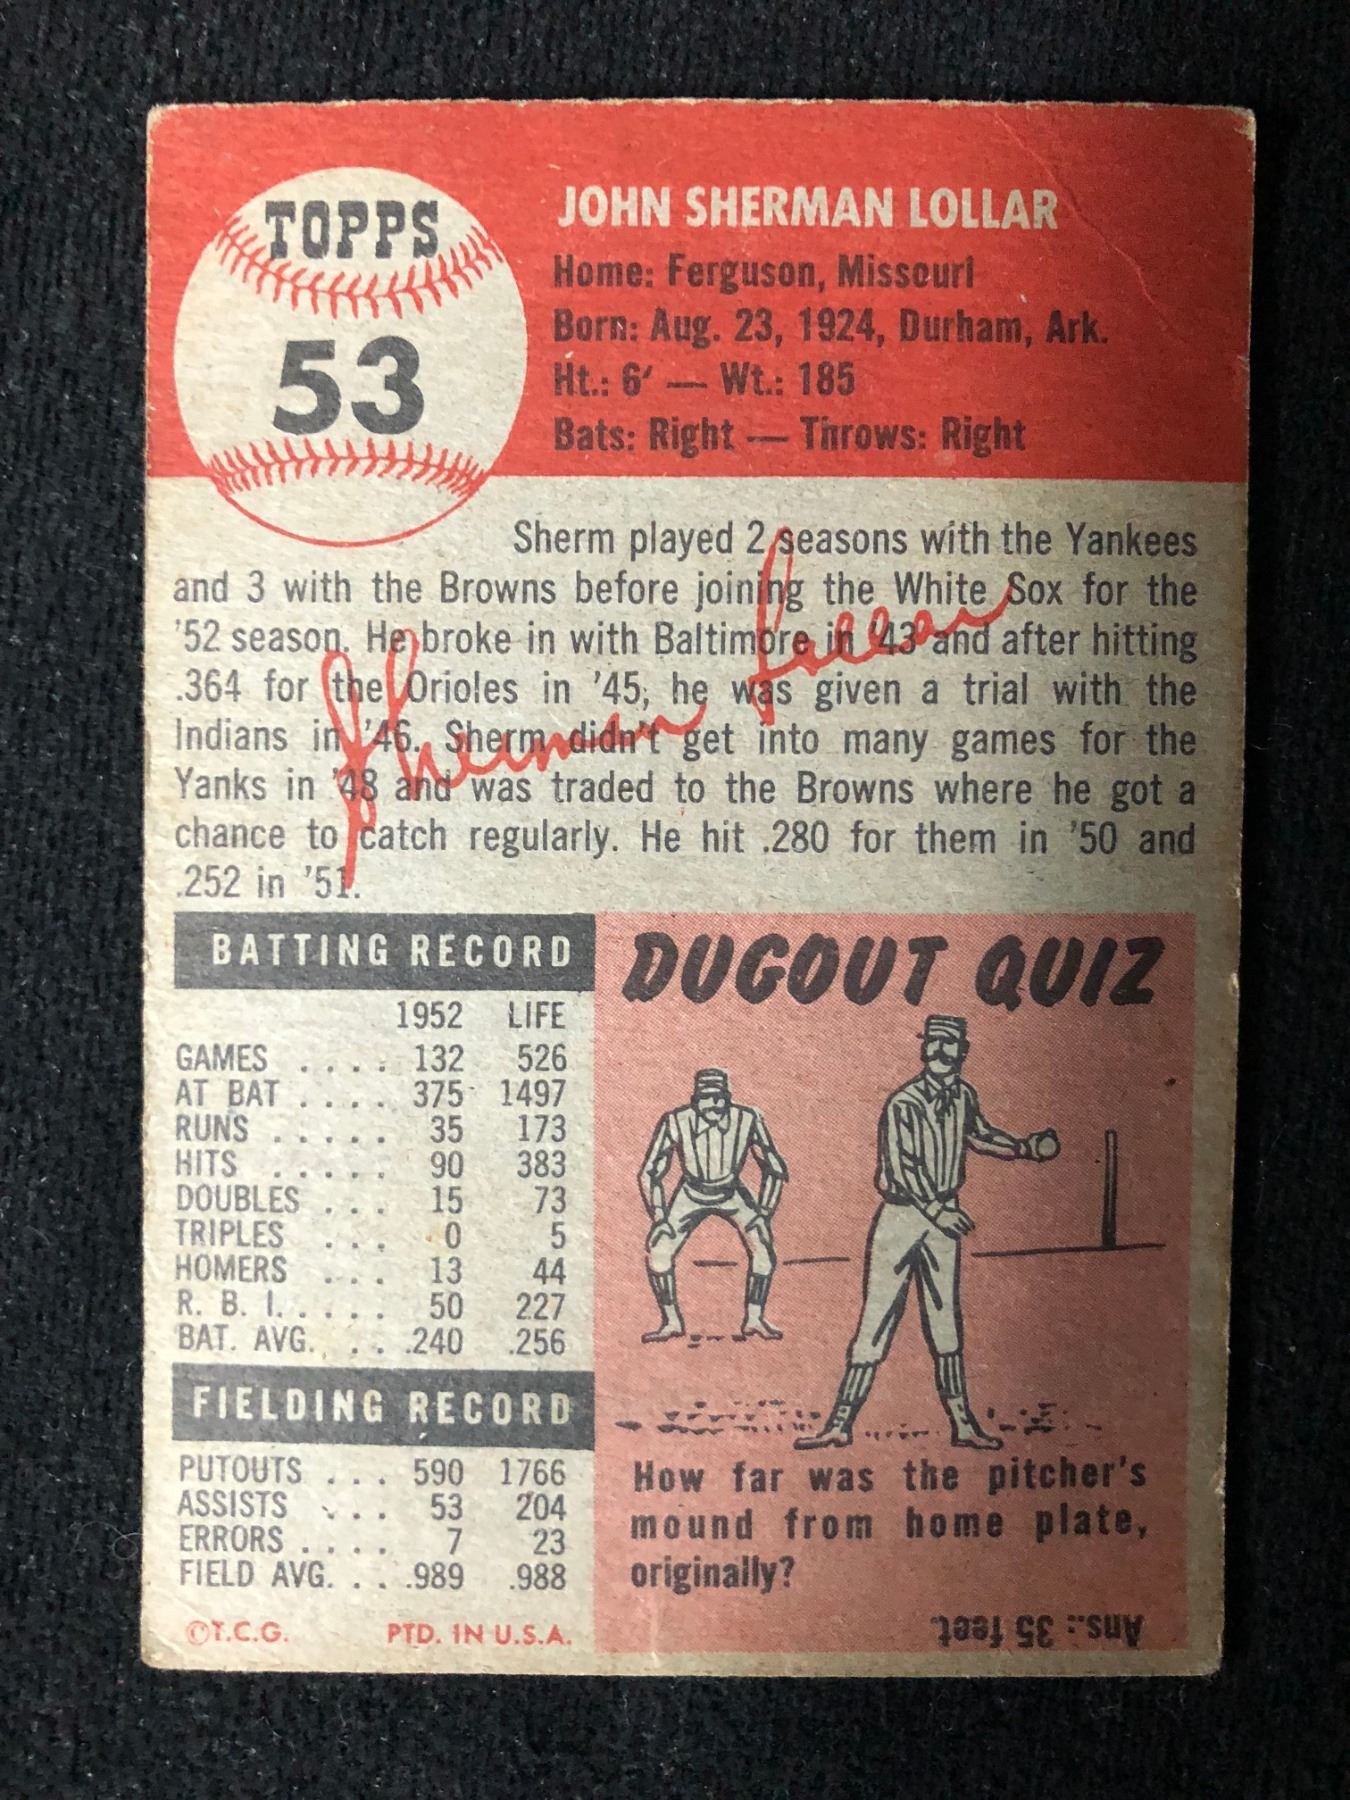 TOPPS
53
JOHN SHERMAN LOLLAR
Home: Ferguson, Missouri
Born: Aug. 23, 1924, Durham, Ark.
Ht.: 6' — Wt.: 185
Bats: Right — Throws: Right
Sherm played 2 seasons with the Yankees
and 3 with the Browns before joining the White Sox for the
'52 season. He broke in with Baltimore in '43 and after hitting
.364 for the Orioles in '45, he was given a trial with the
Indians in '46. Sherm didn't get into many games for the
Yanks in '48 and was traded to the Browns where he got a
chance to catch regularly. He hit .280 for them in '50 and
.252 in '51.
Sherman Lollar
BATTING RECORD
1952 LIFE
GAMES .... 132 526
AT BAT .... 375 1497
RUNS ..... 35 173
HITS ..... 90 383
DOUBLES ... 15 73
TRIPLES ... 0 5
HOMERS ... 13 44
R. B. I. .... 50 227
BAT. AVG. ... .240 .256
FIELDING RECORD
PUTOUTS ... 590 1766
ASSISTS ... 53 204
ERRORS .... 7 23
FIELD AVG. ... .989 .988
©T.C.G. PTD. IN U.S.A.
DUGOUT QUIZ
How far was the pitcher's
mound from home plate,
originally?
Ans.: 35 feet.